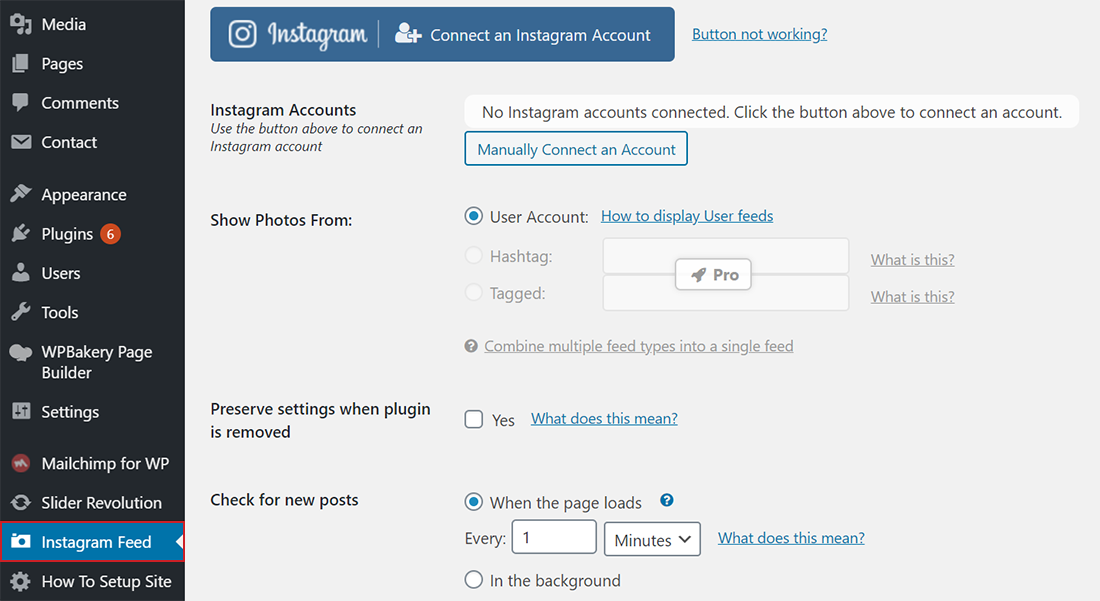 Media
Pages
Comments
Contact
Appearance
Plugins 6
Users
Tools
WPBakery Page
Builder
Settings
Mailchimp for WP
Slider Revolution
Instagram Feed
How To Setup Site
Instagram Connect an Instagram Account Button not working?
Instagram Accounts
Use the button above to connect an
Instagram account
No Instagram accounts connected. Click the button above to connect an account.
Manually Connect an Account
Show Photos From:
User Account: How to display User feeds
Hashtag: What is this?
Pro
Tagged: What is this?
Combine multiple feed types into a single feed
Preserve settings when plugin
is removed
Yes What does this mean?
Check for new posts
When the page loads
Every: 1 Minutes What does this mean?
In the background